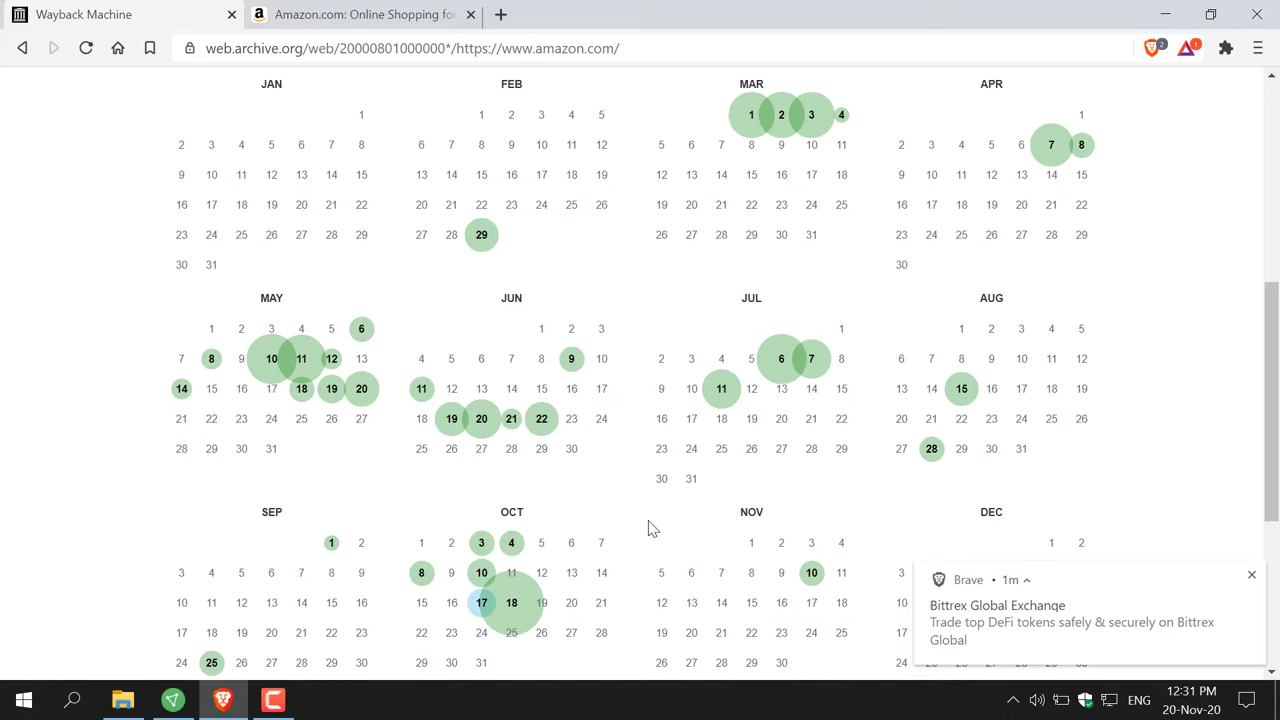 Wayback Machine
Amazon.com: Online Shopping for
web.archive.org/web/20000801000000*/https://www.amazon.com/
2
1
JAN FEB MAR APR
1 1 2 3 4 5 1 2 3 4 1
2 3 4 5 6 7 8 6 7 8 9 10 11 12 5 6 7 8 9 10 11 2 3 4 5 6 7 8
9 10 11 12 13 14 15 13 14 15 16 17 18 19 12 13 14 15 16 17 18 9 10 11 12 13 14 15
16 17 18 19 20 21 22 20 21 22 23 24 25 26 19 20 21 22 23 24 25 16 17 18 19 20 21 22
23 24 25 26 27 28 29 27 28 29 26 27 28 29 30 31 23 24 25 26 27 28 29
30 31 30
MAY JUN JUL AUG
1 2 3 4 5 6 1 2 3 1 1 2 3 4 5
7 8 9 10 11 12 13 4 5 6 7 8 9 10 2 3 4 5 6 7 8 6 7 8 9 10 11 12
14 15 16 17 18 19 20 11 12 13 14 15 16 17 9 10 11 12 13 14 15 13 14 15 16 17 18 19
21 22 23 24 25 26 27 18 19 20 21 22 23 24 16 17 18 19 20 21 22 20 21 22 23 24 25 26
28 29 30 31 25 26 27 28 29 30 23 24 25 26 27 28 29 27 28 29 30 31
30 31
SEP OCT NOV DEC
1 2 1 2 3 4 5 6 7 1 2 3 4 1 2
3 4 5 6 7 8 9 8 9 10 11 12 13 14 5 6 7 8 9 10 11 3
10 11 12 13 14 15 16 15 16 17 18 19 20 21 12 13 14 15 16 17 18 10
17 18 19 20 21 22 23 22 23 24 25 26 27 28 19 20 21 22 23 24 25 17
24 25 26 27 28 29 30 29 30 31 26 27 28 29 30 24
Brave • 1m
Bittrex Global Exchange
Trade top DeFi tokens safely & securely on Bittrex
Global
ENG
12:31 PM
20-Nov-20